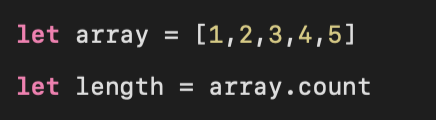 let array = [1,2,3,4,5]
let length = array.count